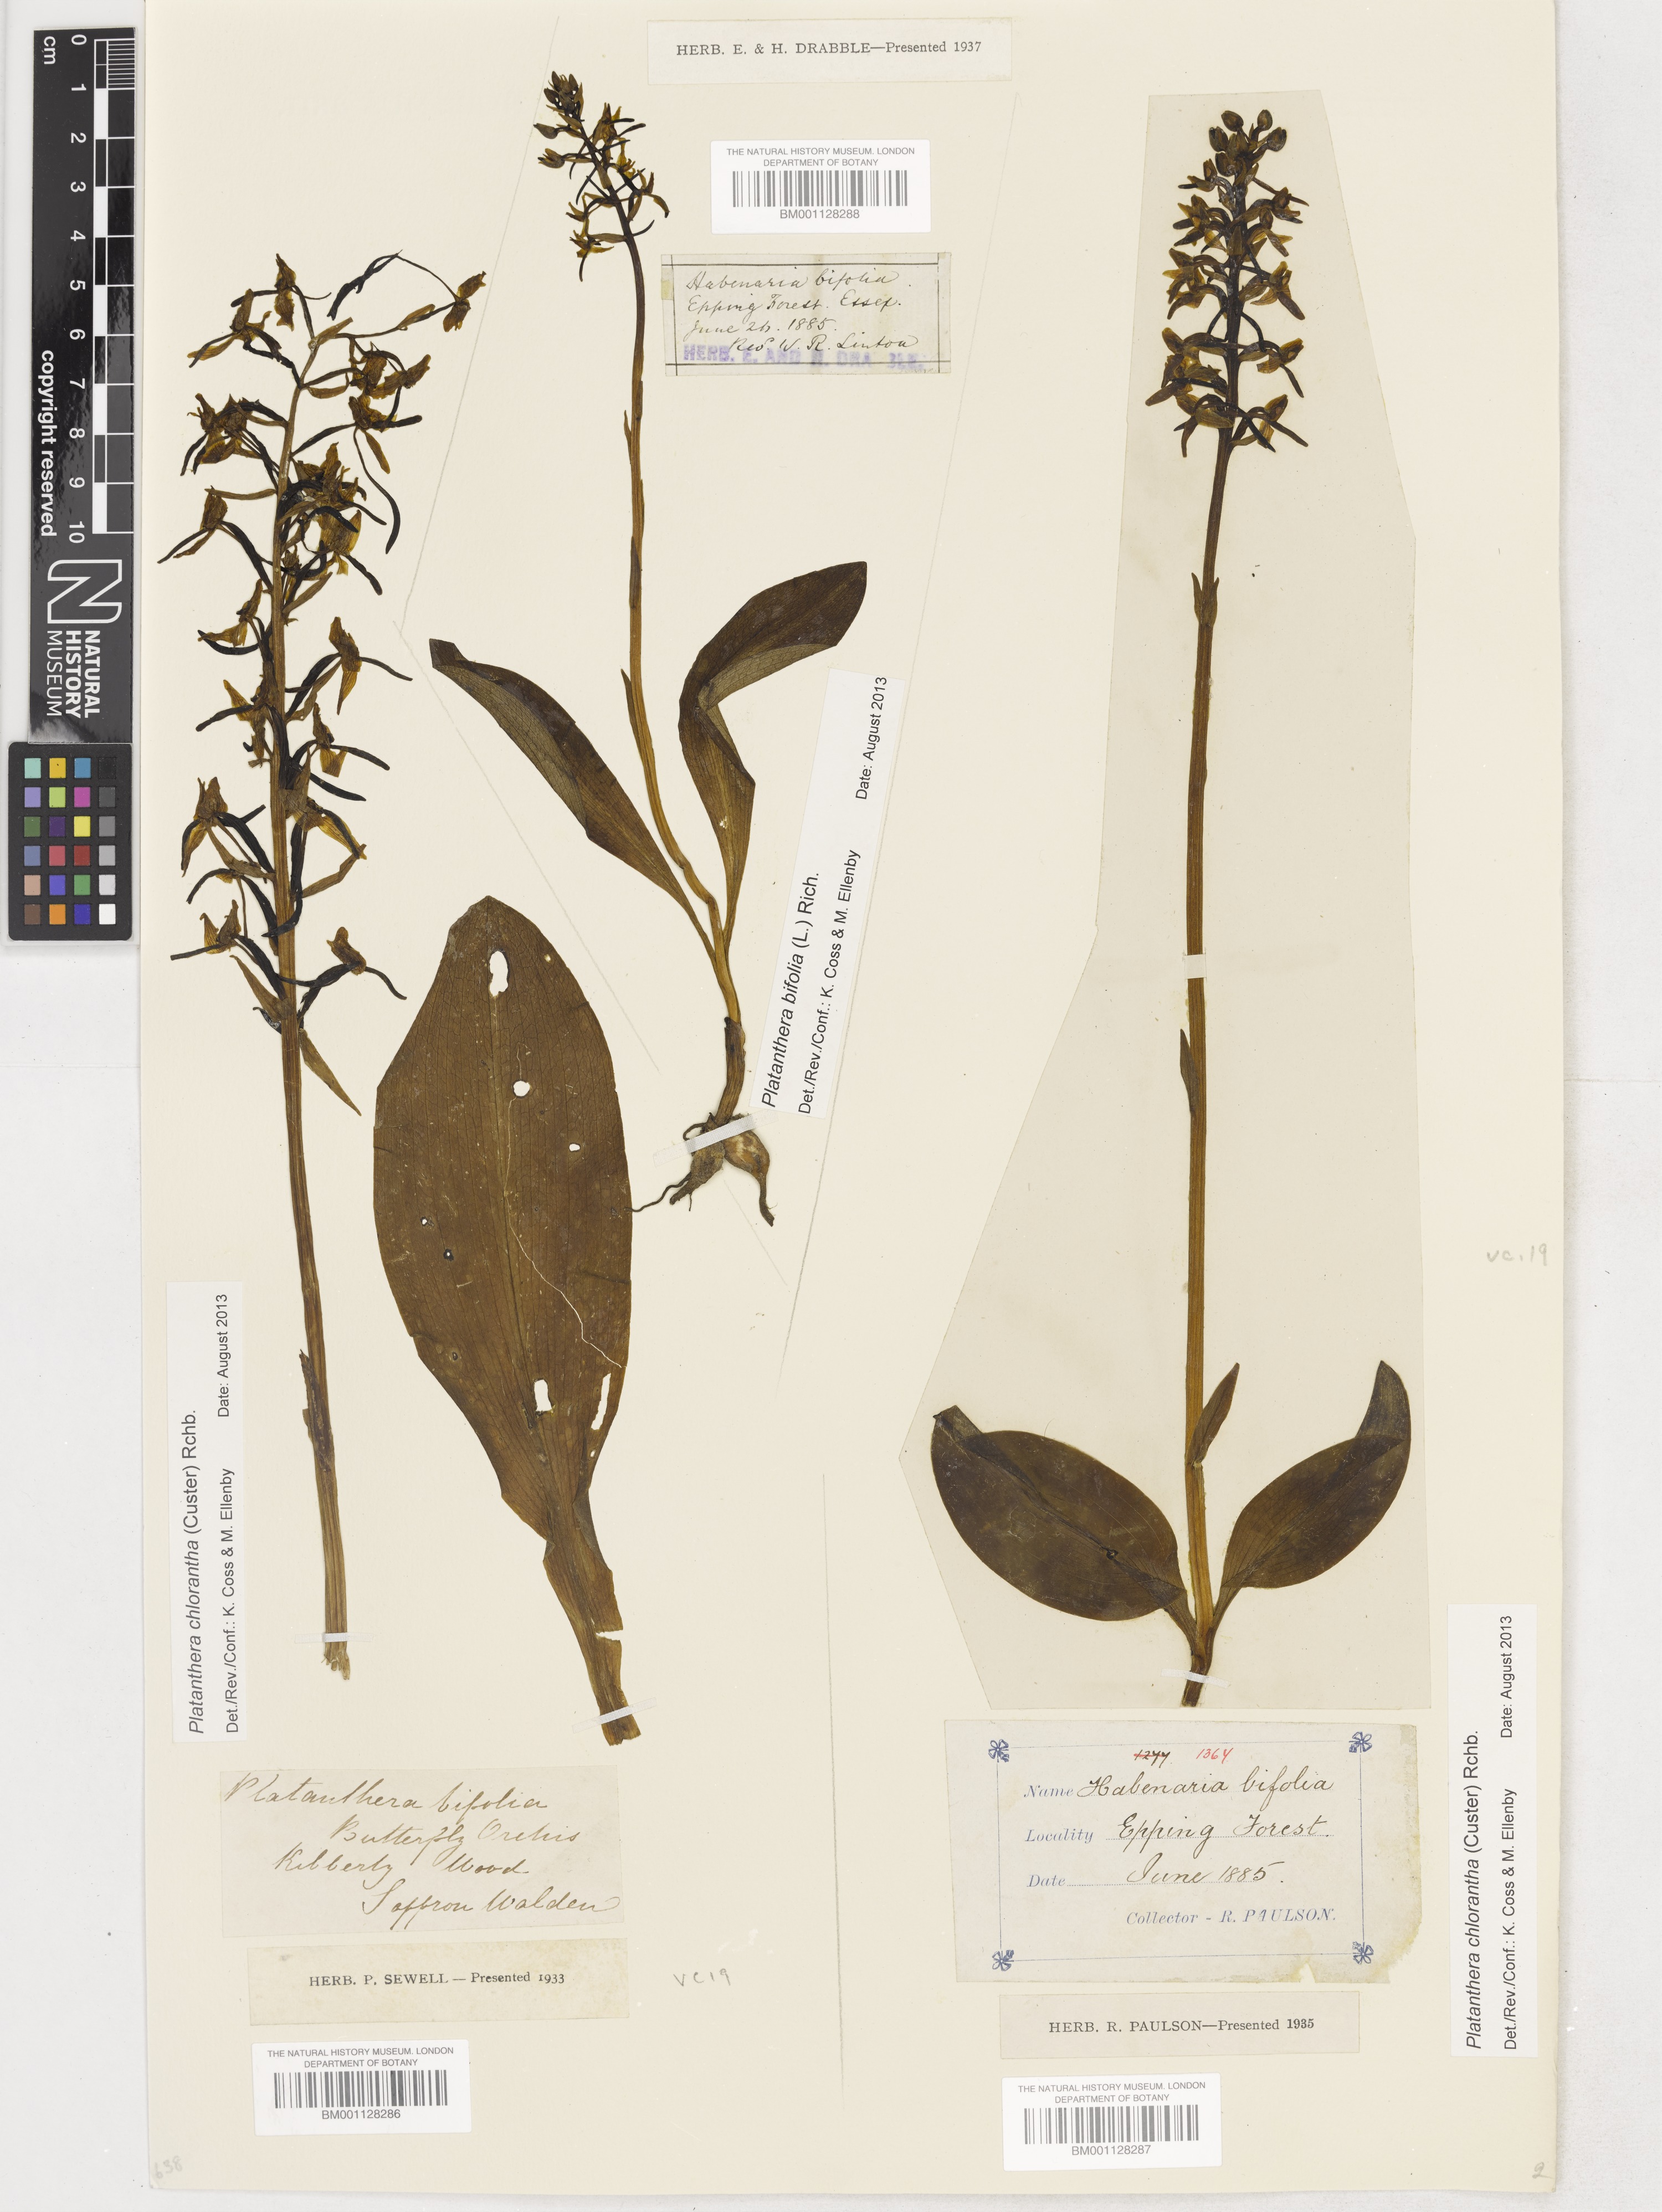 cm
0
1
2
3
4
5
6
7
8
9
10
copyright reserved
NATURAL
HISTORY
MUSEUM
HERB. E. & H. DRABBLE—Presented 1937
THE NATURAL HISTORY MUSEUM. LONDON
DEPARTMENT OF BOTANY
BM001128288
Habenaria bifolia.
Epping Forest. Essex.
June 26. 1885.
Revd W. R. Linton
HERB. E. AND H. DRA BLE.
Platanthera bifolia (L.) Rich.
Det./Rev./Conf.: K. Coss & M. Ellenby Date: August 2013
Platanthera chlorantha (Custer) Rchb.
Det./Rev./Conf.: K. Coss & M. Ellenby Date: August 2013
Platanthera bifolia
Butterfly Orchis
Wood
Saffron Walden
HERB. P. SEWELL — Presented 1933
vc19
THE NATURAL HISTORY MUSEUM. LONDON
DEPARTMENT OF BOTANY
BM001128286
638
vc.19
1277 1364
Name Habenaria bifolia
Locality Epping Forest.
Date June 1885.
Collector - R. PAULSON.
HERB. R. PAULSON—Presented 1935
THE NATURAL HISTORY MUSEUM. LONDON
DEPARTMENT OF BOTANY
BM001128287
Platanthera chlorantha (Custer) Rchb.
Det./Rev./Conf.: K. Coss & M. Ellenby Date: August 2013
2